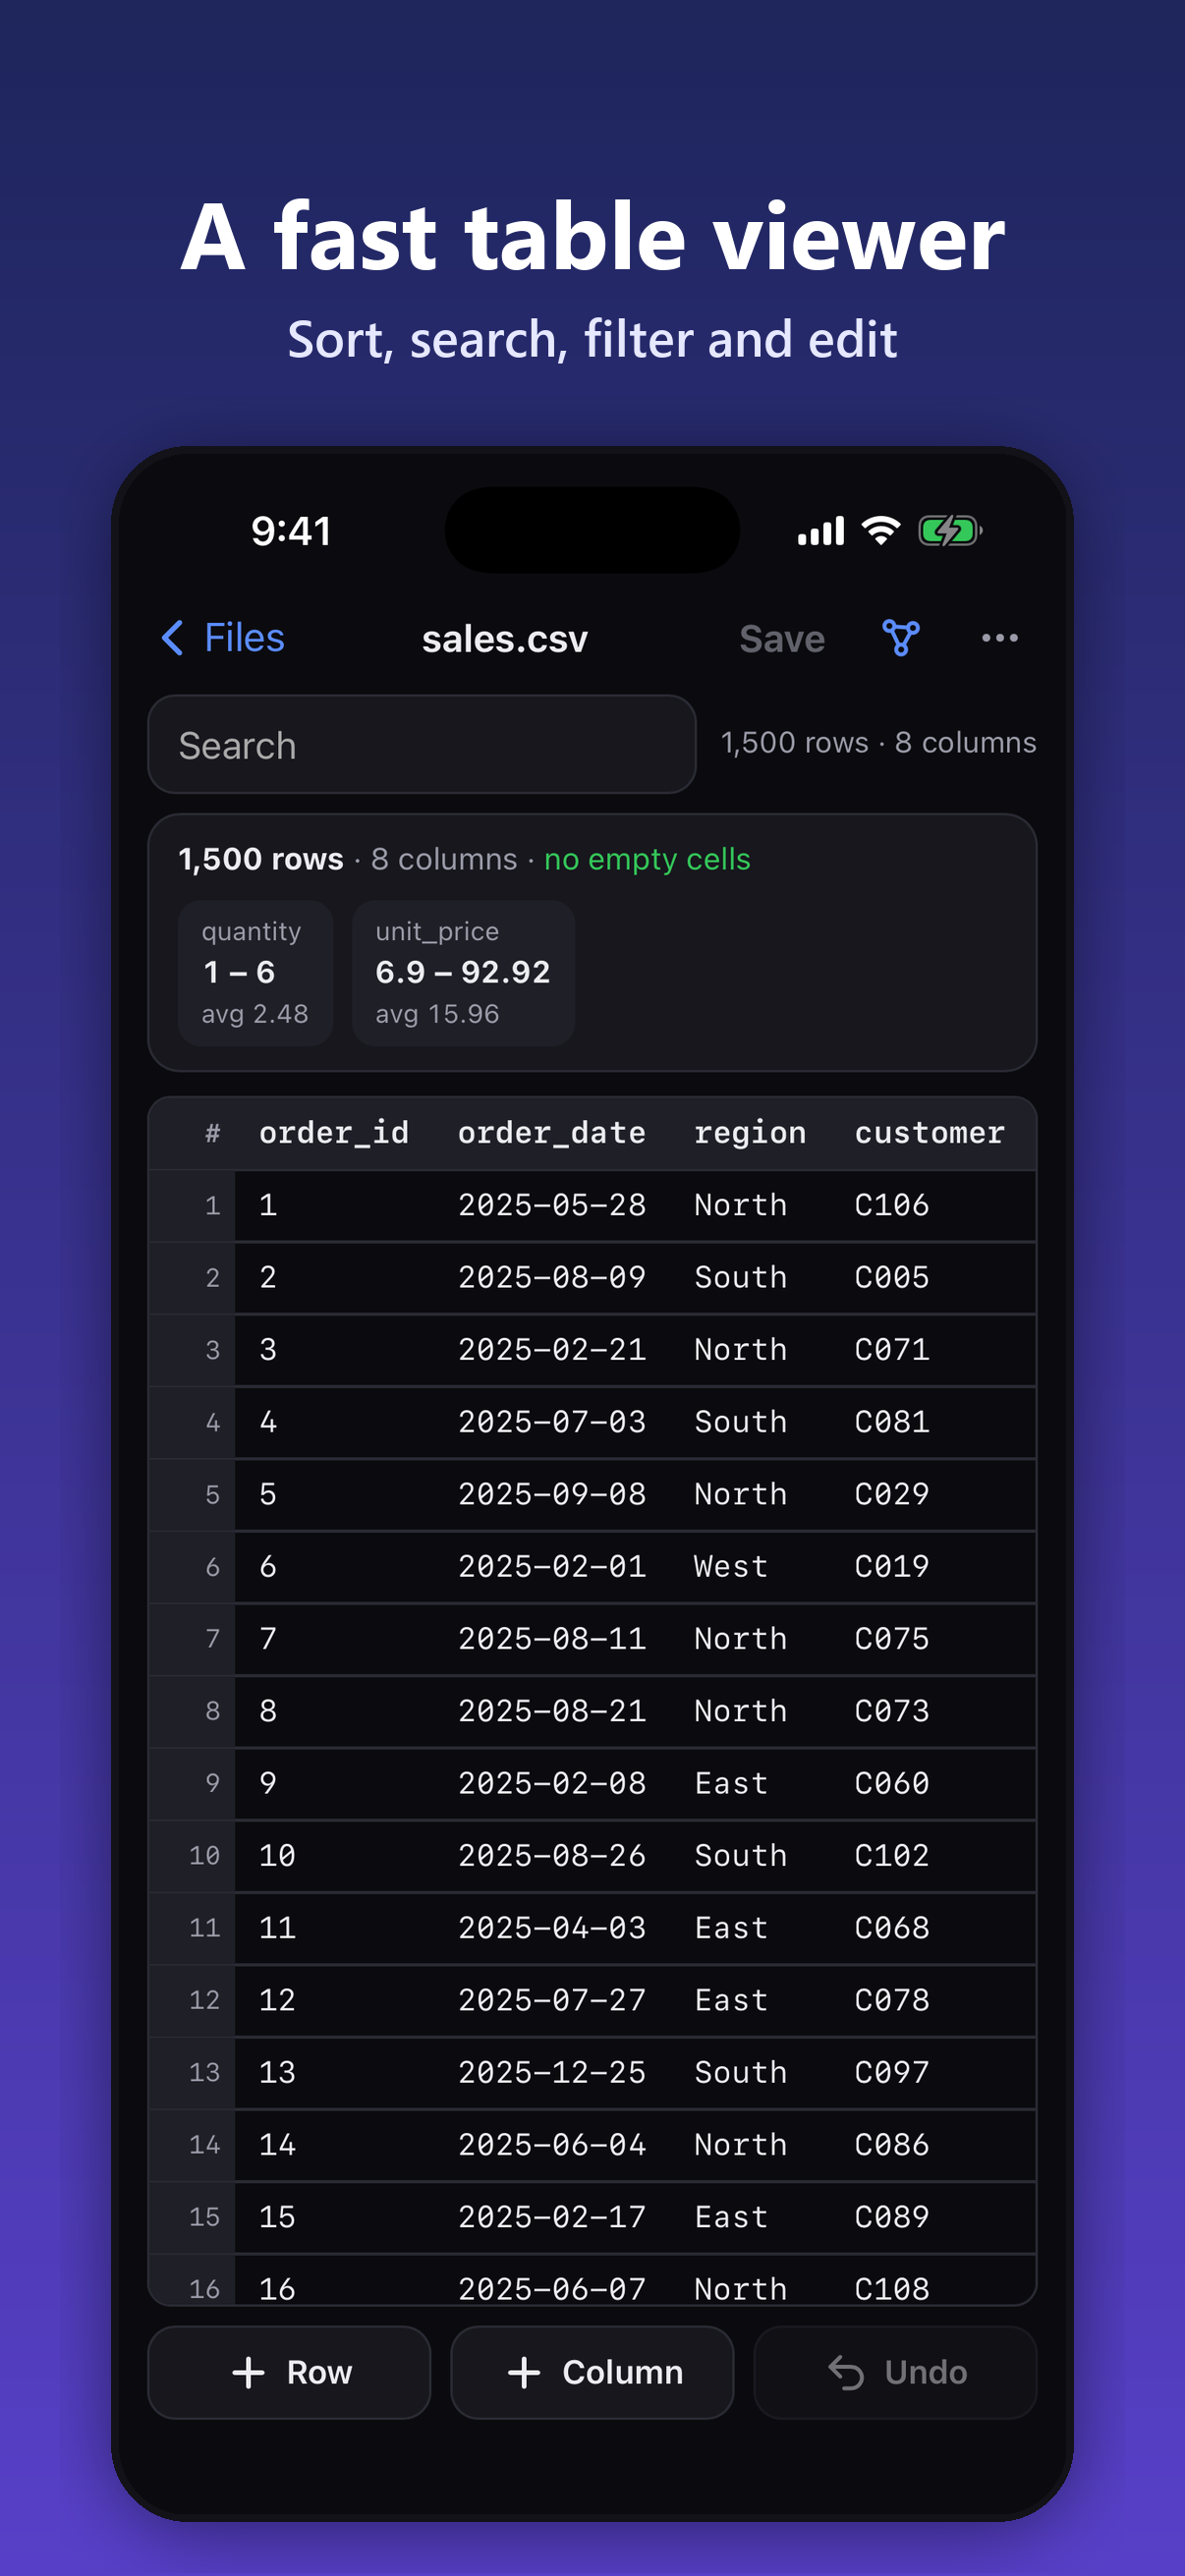 A fast table viewer
Sort, search, filter and edit
9:41
Files sales.csv Save
Search 1,500 rows · 8 columns
1,500 rows · 8 columns · no empty cells
quantity unit_price
1 – 6 6.9 – 92.92
avg 2.48 avg 15.96
# order_id order_date region customer
1 1 2025-05-28 North C106
2 2 2025-08-09 South C005
3 3 2025-02-21 North C071
4 4 2025-07-03 South C081
5 5 2025-09-08 North C029
6 6 2025-02-01 West C019
7 7 2025-08-11 North C075
8 8 2025-08-21 North C073
9 9 2025-02-08 East C060
10 10 2025-08-26 South C102
11 11 2025-04-03 East C068
12 12 2025-07-27 East C078
13 13 2025-12-25 South C097
14 14 2025-06-04 North C086
15 15 2025-02-17 East C089
16 16 2025-06-07 North C108
Row Column Undo